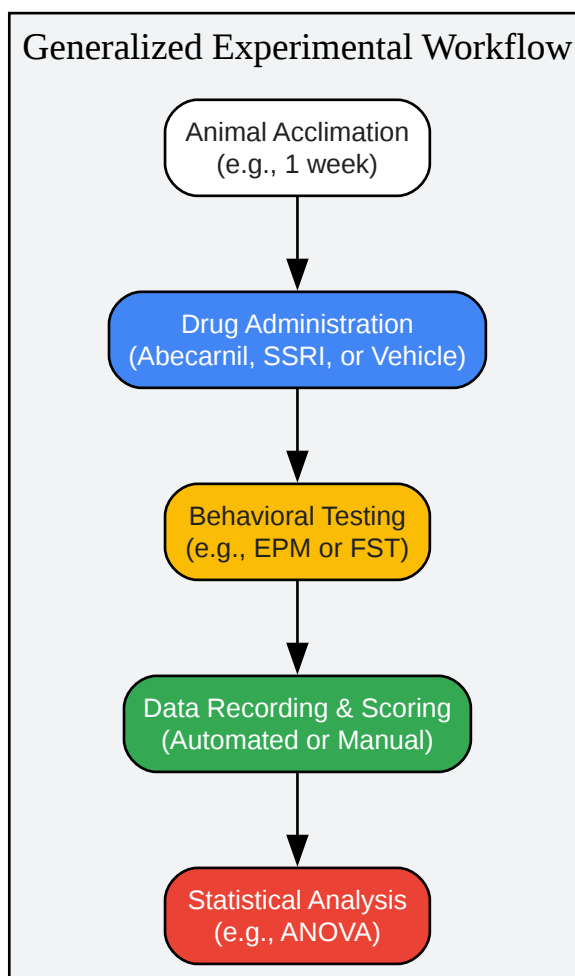 Generalized Experimental Workflow
Animal Acclimation
(e.g., 1 week)
Drug Administration
(Abecarnil, SSRI, or Vehicle)
Behavioral Testing
(e.g., EPM or FST)
Data Recording & Scoring
(Automated or Manual)
Statistical Analysis
(e.g., ANOVA)